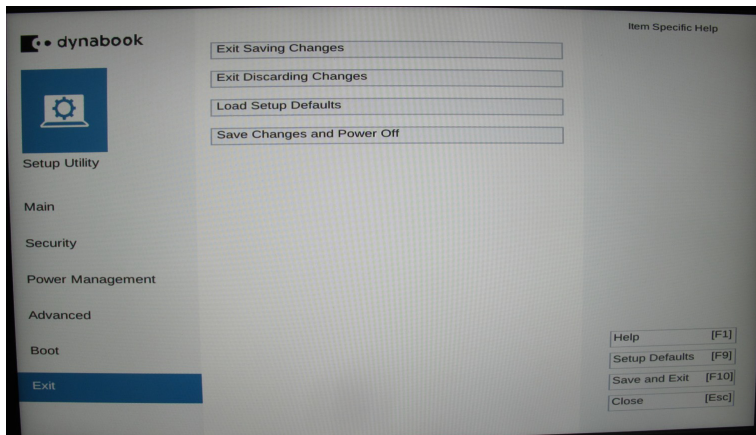 dynabook
Setup Utility
Main
Security
Power Management
Advanced
Boot
Exit
Exit Saving Changes
Exit Discarding Changes
Load Setup Defaults
Save Changes and Power Off
Item Specific Help
Help [F1]
Setup Defaults [F9]
Save and Exit [F10]
Close [Esc]